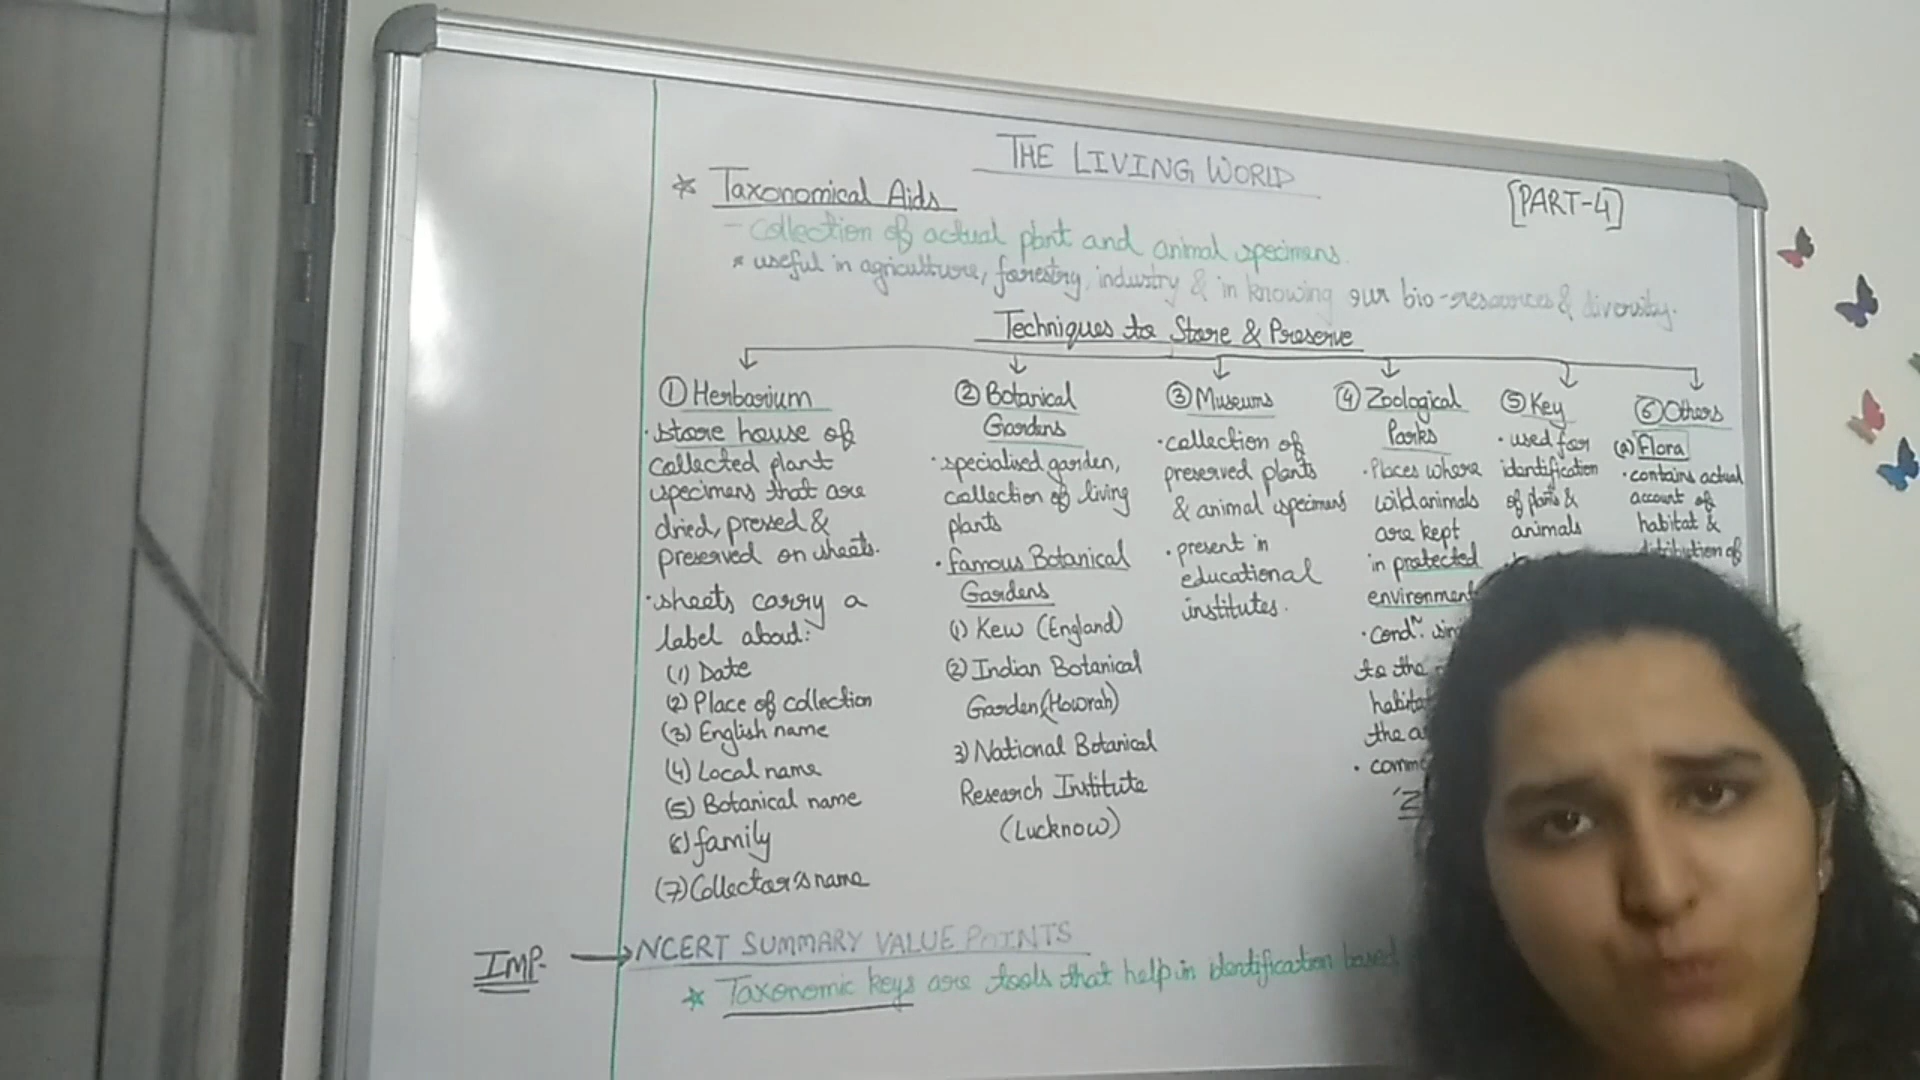 THE LIVING WORLD
[PART-4]
* Taxonomical Aids
- Collection of actual plant and animal specimens.
* useful in agriculture, forestry, industry & in knowing our bio-resources & diversity.
Techniques to Store & Preserve
① Herbarium
· store house of
collected plant
specimens that are
dried, pressed &
preserved on sheets.
· sheets carry a
label about:
(1) Date
(2) Place of collection
(3) English name
(4) Local name
(5) Botanical name
6) family
(7) Collector's name
② Botanical
Gardens
· specialised garden,
collection of living
plants
· famous Botanical
Gardens
(1) Kew (England)
(2) Indian Botanical
Garden (Howrah)
3) National Botanical
Research Institute
(Lucknow)
③ Museums
· collection of
preserved plants
& animal specimens
· present in
educational
institutes.
④ Zoological
Parks
· Places where
wild animals
are kept
in protected
environment
· Condⁿ.
to the
habita
the
·
'Z
⑤ Key
· used for
identification
of plants &
animals
⑥ Others
(a) Flora
· contains actual
account of
habitat &
distribution of
IMP. → NCERT SUMMARY VALUE POINTS
* Taxonomic keys are tools that help in identification based